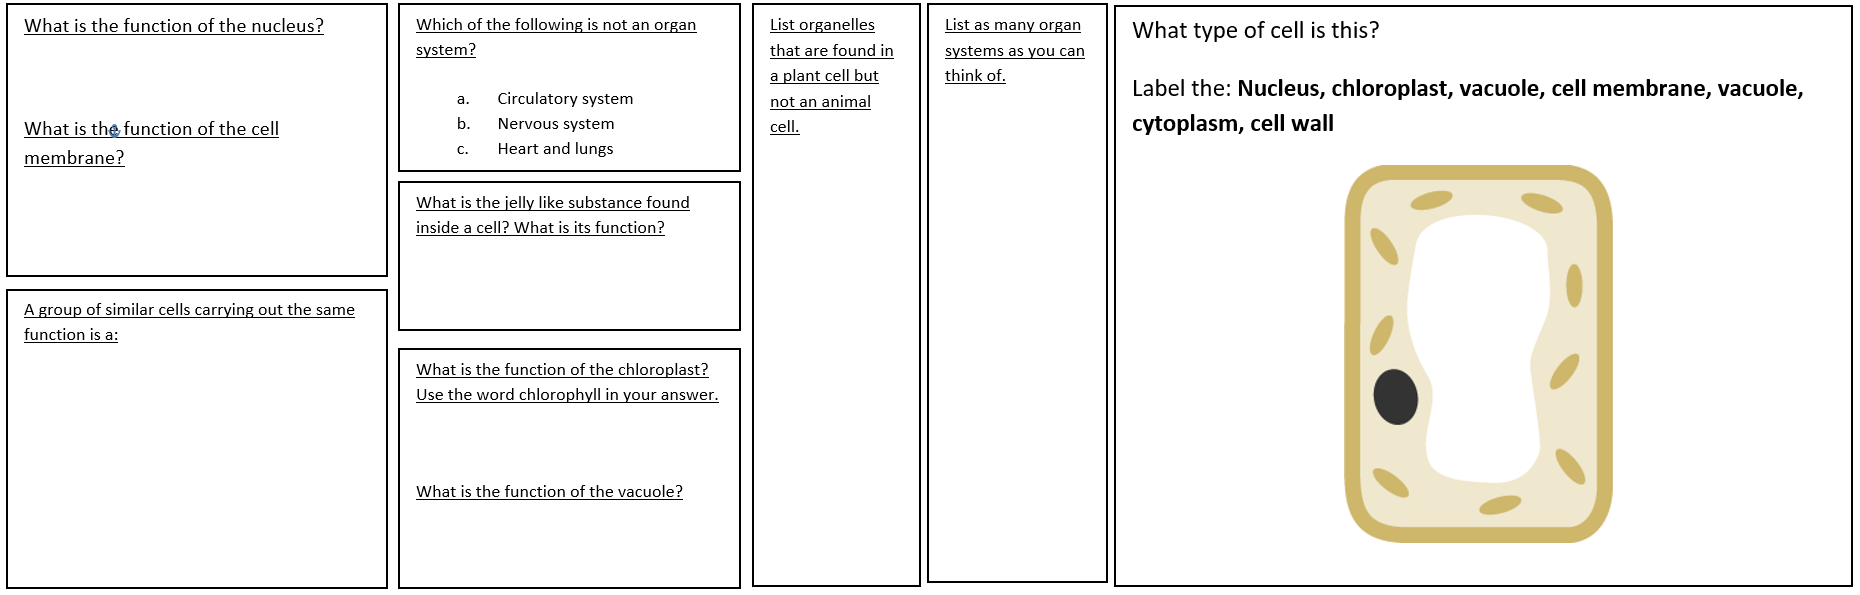 What is the function of the nucleus?
What is the function of the cell
membrane?
A group of similar cells carrying out the same
function is a:
Which of the following is not an organ
system?
a. Circulatory system
b. Nervous system
c. Heart and lungs
What is the jelly like substance found
inside a cell? What is its function?
What is the function of the chloroplast?
Use the word chlorophyll in your answer.
What is the function of the vacuole?
List organelles
that are found in
a plant cell but
not an animal
cell.
List as many organ
systems as you can
think of.
What type of cell is this?
Label the: Nucleus, chloroplast, vacuole, cell membrane, vacuole,
cytoplasm, cell wall